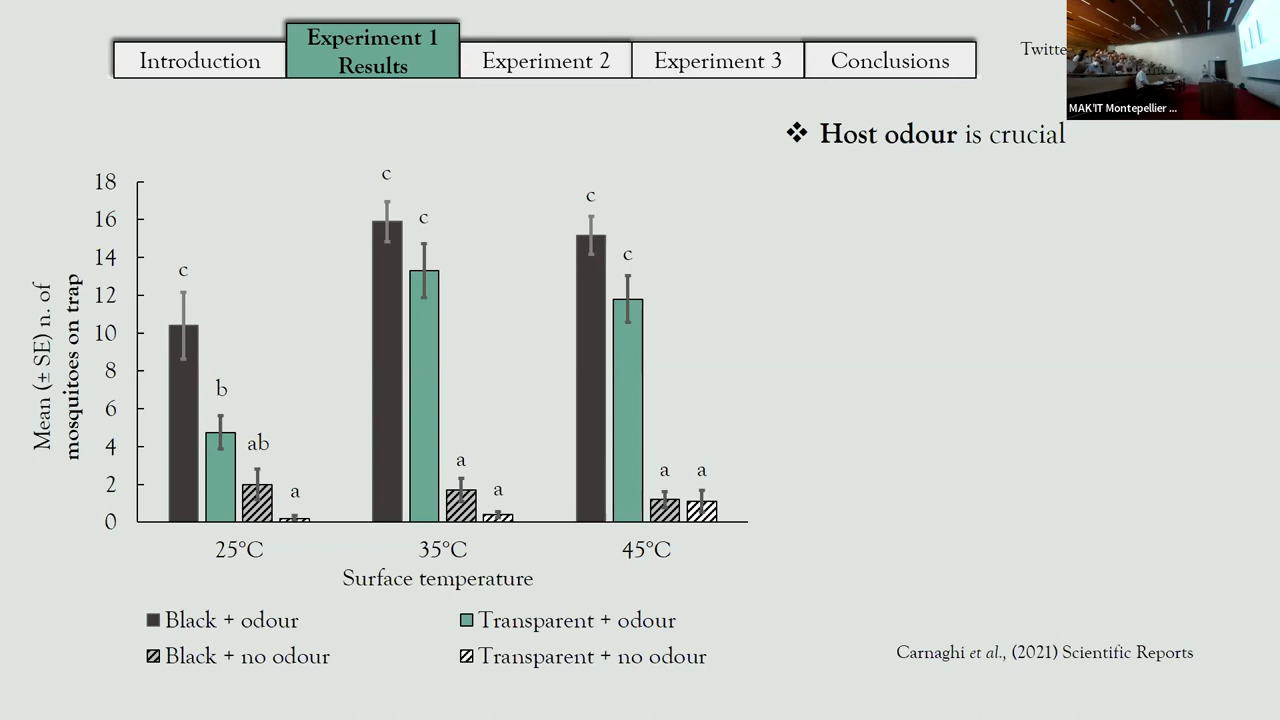 Introduction
Experiment 1
Results
Experiment 2
Experiment 3
Conclusions
MAK'IT Montepellier ...
❖ Host odour is crucial
Mean (± SE) n. of
mosquitoes on trap
18
16
14
12
10
8
6
4
2
0
c
b
ab
a
c
c
a
a
c
c
a
a
25°C
35°C
45°C
Surface temperature
Black + odour
Transparent + odour
Black + no odour
Transparent + no odour
Carnaghi et al., (2021) Scientific Reports